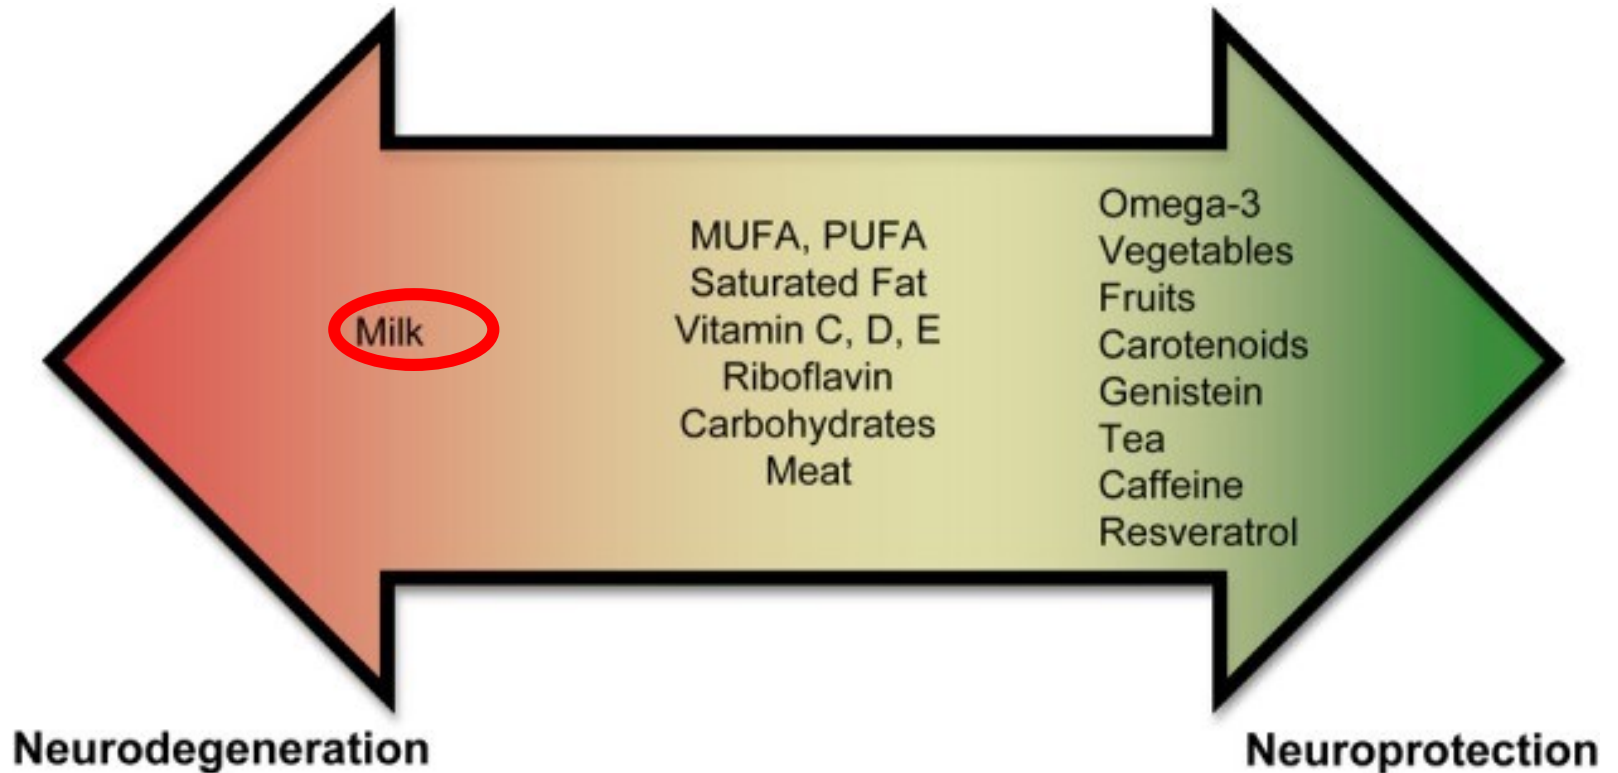 Milk
MUFA, PUFA
Saturated Fat
Vitamin C, D, E
Riboflavin
Carbohydrates
Meat
Omega-3
Vegetables
Fruits
Carotenoids
Genistein
Tea
Caffeine
Resveratrol
Neurodegeneration
Neuroprotection